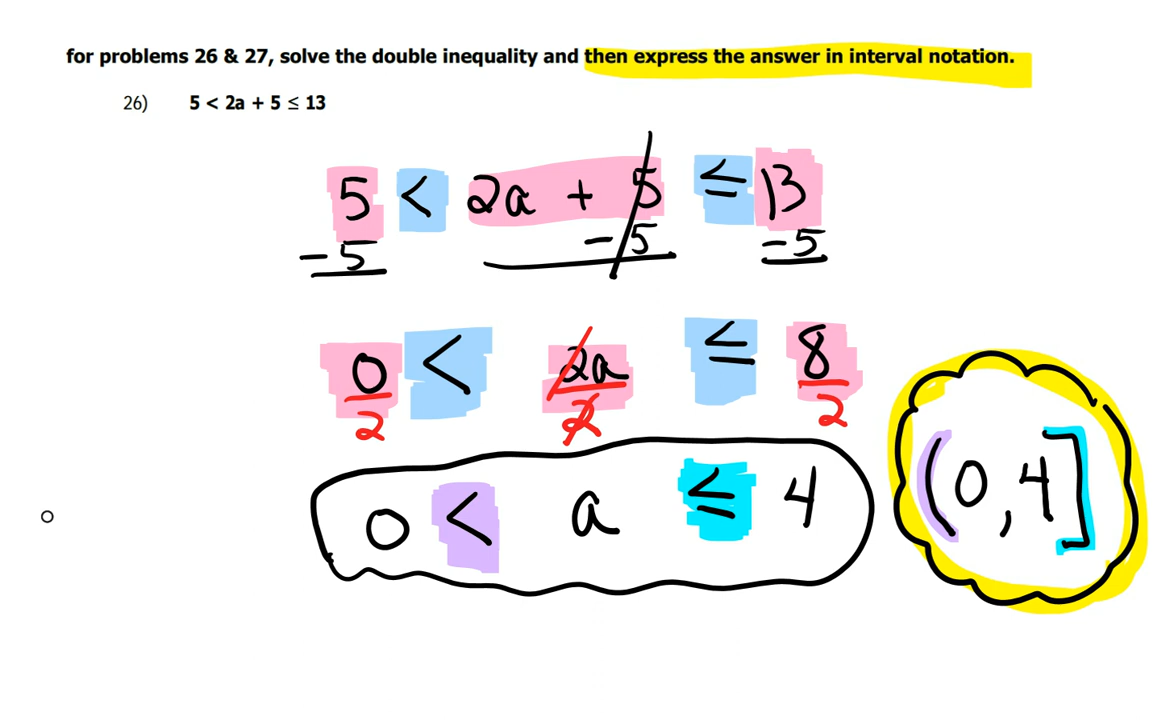 for problems 26 & 27, solve the double inequality and then express the answer in interval notation.
26) 5 < 2a + 5 ≤ 13
5 < 2a + 5 ≤ 13
-5 -5 -5
0 < 2a ≤ 8
2 2 2
0 < a ≤ 4 (0,4]